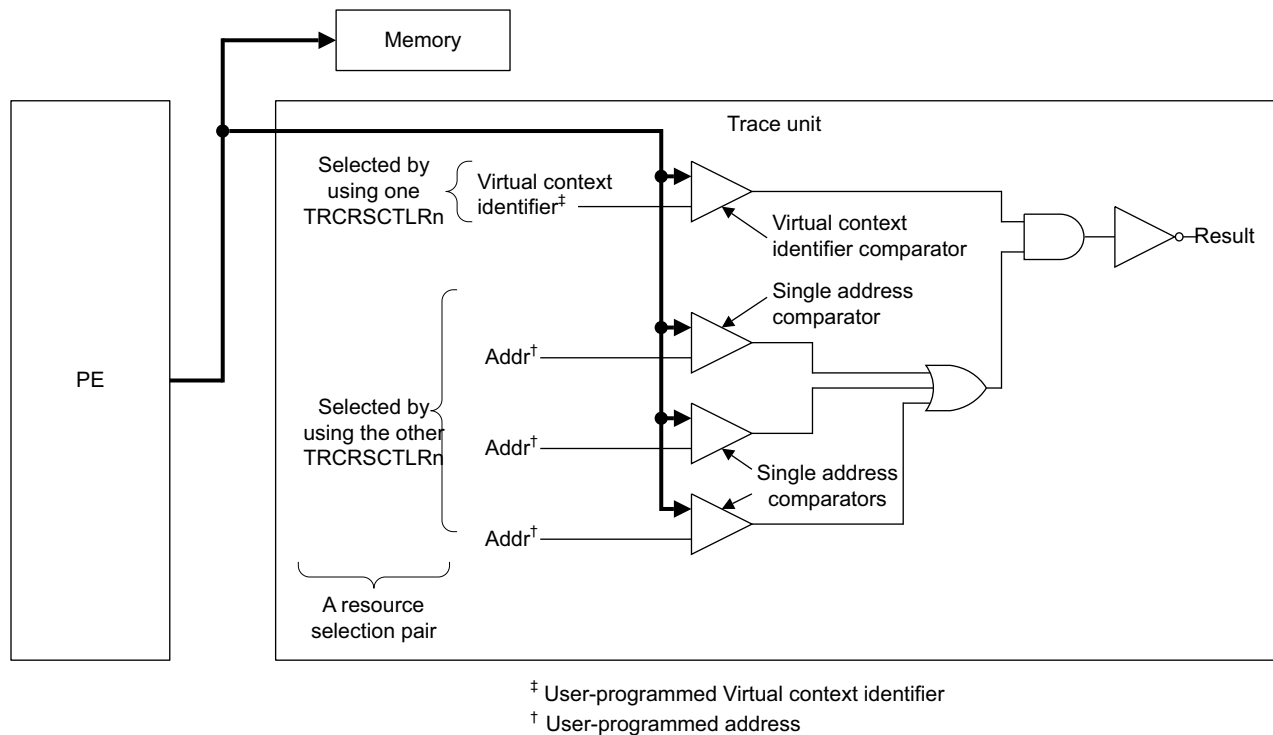 Memory
Trace unit
PE
Selected by
using one
TRCRSCTLRn
Virtual context
identifier‡
Virtual context
identifier comparator
Result
Single address
comparator
Addr†
Selected by
using the other
TRCRSCTLRn
Addr†
Single address
comparators
Addr†
A resource
selection pair
‡ User-programmed Virtual context identifier
† User-programmed address